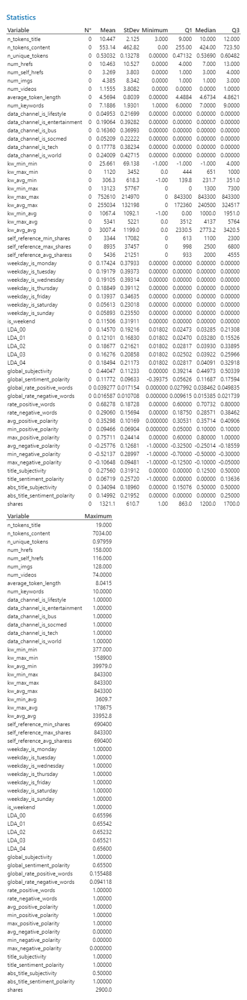 Statistics
Variable N* Mean StDev Minimum Q1 Median Q3
n_tokens_title 0 10.447 2.125 3.000 9.000 10.000 12.000
n_tokens_content 0 553.14 462.82 0.00 255.00 424.00 723.50
n_unique_tokens 0 0.53032 0.13278 0.00000 0.47132 0.53690 0.60482
num_hrefs 0 10.463 10.527 0.0000 4.000 7.000 13.000
num_self_hrefs 0 3.269 3.803 0.0000 1.000 3.000 4.000
num_imgs 0 4.385 8.342 0.0000 1.000 1.000 3.000
num_videos 0 1.1555 3.8082 0.0000 0.0000 0.0000 1.0000
average_token_length 0 4.5694 0.8039 0.0000 4.4884 4.6734 4.8621
num_keywords 0 7.1886 1.9301 1.0000 6.0000 7.0000 9.0000
data_channel_is_lifestyle 0 0.04953 0.21699 0.00000 0.00000 0.00000 0.00000
data_channel_is_entertainment 0 0.19064 0.39282 0.00000 0.00000 0.00000 0.00000
data_channel_is_bus 0 0.16360 0.36993 0.00000 0.00000 0.00000 0.00000
data_channel_is_socmed 0 0.05209 0.22222 0.00000 0.00000 0.00000 0.00000
data_channel_is_tech 0 0.17778 0.38234 0.00000 0.00000 0.00000 0.00000
data_channel_is_world 0 0.24009 0.42715 0.00000 0.00000 0.00000 0.00000
kw_min_min 0 25.661 69.138 -1.000 -1.000 -1.000 4.000
kw_max_min 0 1120 3452 0.0 444 651 1000
kw_avg_min 0 306.3 618.3 -1.00 139.8 231.7 351.0
kw_min_max 0 13123 57767 0 0 1300 7300
kw_max_max 0 752610 214970 0 843300 843300 843300
kw_avg_max 0 255034 132198 0 172360 240500 324517
kw_min_avg 0 1067.4 1092.1 -1.00 0.00 1000.0 1951.0
kw_max_avg 0 5341 5221 0.0 3512 4137 5764
kw_avg_avg 0 3007.4 1199.0 0.0 2330.5 2773.2 3420.5
self_reference_min_shares 0 3344 17082 0 613 1100 2300
self_reference_max_shares 0 8935 37457 0 998 2500 6800
self_reference_avg_sharess 0 5436 21251 0 933 2000 4555
weekday_is_monday 0 0.17424 0.37933 0.00000 0.00000 0.00000 0.00000
weekday_is_tuesday 0 0.19179 0.39373 0.00000 0.00000 0.00000 0.00000
weekday_is_wednesday 0 0.19105 0.39314 0.00000 0.00000 0.00000 0.00000
weekday_is_thursday 0 0.18849 0.39112 0.00000 0.00000 0.00000 0.00000
weekday_is_friday 0 0.13937 0.34635 0.00000 0.00000 0.00000 0.00000
weekday_is_saturday 0 0.05613 0.23018 0.00000 0.00000 0.00000 0.00000
weekday_is_sunday 0 0.05893 0.23550 0.00000 0.00000 0.00000 0.00000
is_weekend 0 0.11506 0.31911 0.00000 0.00000 0.00000 0.00000
LDA_00 0 0.14570 0.19216 0.01802 0.02473 0.03285 0.21308
LDA_01 0 0.12101 0.16830 0.01802 0.02470 0.03280 0.15526
LDA_02 0 0.18677 0.21621 0.01802 0.02817 0.03930 0.33895
LDA_03 0 0.16276 0.20858 0.01802 0.02502 0.03922 0.25966
LDA_04 0 0.18494 0.21173 0.01802 0.02817 0.04091 0.32918
global_subjectivity 0 0.44047 0.11233 0.00000 0.39214 0.44973 0.50339
global_sentiment_polarity 0 0.11772 0.09633 -0.39375 0.05626 0.11687 0.17594
global_rate_positive_words 0 0.039277 0.017154 0.000000 0.027992 0.038462 0.049835
global_rate_negative_words 0 0.016587 0.010708 0.000000 0.009615 0.015385 0.021739
rate_positive_words 0 0.68278 0.18728 0.00000 0.60000 0.70732 0.80000
rate_negative_words 0 0.29060 0.15694 0.00000 0.18750 0.28571 0.38462
avg_positive_polarity 0 0.35298 0.10169 0.000000 0.30531 0.35714 0.40906
min_positive_polarity 0 0.09466 0.06904 0.000000 0.05000 0.10000 0.10000
max_positive_polarity 0 0.75711 0.24414 0.00000 0.60000 0.80000 1.00000
avg_negative_polarity 0 -0.25776 0.12681 -1.00000 -0.32500 -0.25014 -0.18559
min_negative_polarity 0 -0.52137 0.28997 -1.00000 -0.70000 -0.50000 -0.30000
max_negative_polarity 0 -0.10648 0.09481 -1.00000 -0.12500 -0.10000 -0.05000
title_subjectivity 0 0.27560 0.31912 0.00000 0.00000 0.12500 0.50000
title_sentiment_polarity 0 0.06719 0.25720 -1.00000 0.00000 0.00000 0.13636
abs_title_subjectivity 0 0.34094 0.18960 0.00000 0.15076 0.50000 0.50000
abs_title_sentiment_polarity 0 0.14992 0.21952 0.00000 0.00000 0.00000 0.25000
shares 0 1321.1 610.7 1.00 863.0 1200.0 1700.0
Variable Maximum
n_tokens_title 19.000
n_tokens_content 7034.00
n_unique_tokens 0.97959
num_hrefs 158.000
num_self_hrefs 116.000
num_imgs 128.000
num_videos 74.0000
average_token_length 8.0415
num_keywords 10.0000
data_channel_is_lifestyle 1.00000
data_channel_is_entertainment 1.00000
data_channel_is_bus 1.00000
data_channel_is_socmed 1.00000
data_channel_is_tech 1.00000
data_channel_is_world 1.00000
kw_min_min 377.000
kw_max_min 158900
kw_avg_min 39979.0
kw_min_max 843300
kw_max_max 843300
kw_avg_max 843300
kw_min_avg 3609.7
kw_max_avg 178675
kw_avg_avg 33952.8
self_reference_min_shares 690400
self_reference_max_shares 843300
self_reference_avg_sharess 690400
weekday_is_monday 1.00000
weekday_is_tuesday 1.00000
weekday_is_wednesday 1.00000
weekday_is_thursday 1.00000
weekday_is_friday 1.00000
weekday_is_saturday 1.00000
weekday_is_sunday 1.00000
is_weekend 1.00000
LDA_00 0.65596
LDA_01 0.65542
LDA_02 0.65232
LDA_03 0.65521
LDA_04 0.65600
global_subjectivity 1.00000
global_sentiment_polarity 0.65500
global_rate_positive_words 0.155488
global_rate_negative_words 0.094118
rate_positive_words 1.00000
rate_negative_words 1.00000
avg_positive_polarity 1.00000
min_positive_polarity 1.00000
max_positive_polarity 1.00000
avg_negative_polarity 0.00000
min_negative_polarity 0.00000
max_negative_polarity 0.000000
title_subjectivity 1.00000
title_sentiment_polarity 1.00000
abs_title_subjectivity 0.50000
abs_title_sentiment_polarity 1.00000
shares 2900.0